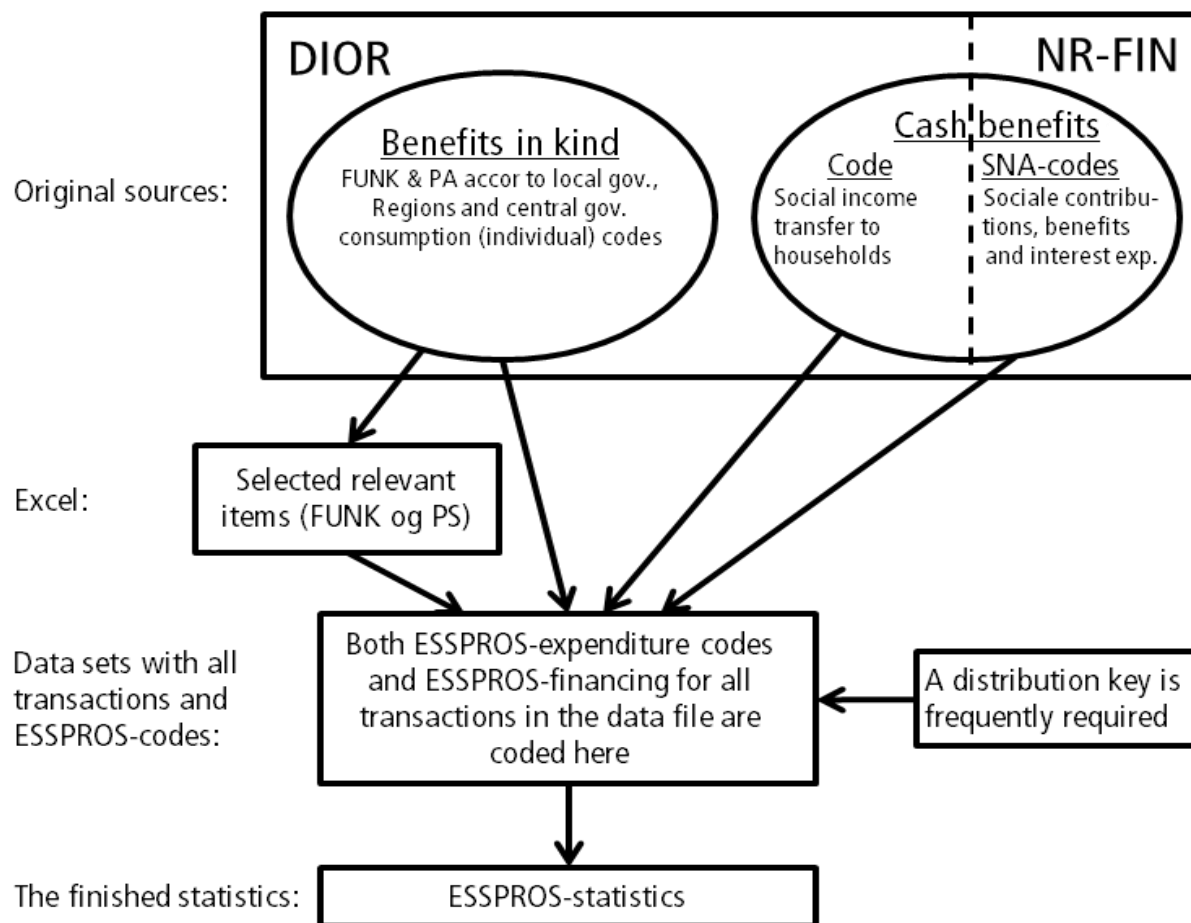 DIOR
NR-FIN
Original sources:
Benefits in kind
FUNK & PA accor to local gov.,
Regions and central gov.
consumption (individual) codes
Cash benefits
Code
Social income
transfer to
households
SNA-codes
Sociale contribu-
tions, benefits
and interest exp.
Excel:
Selected relevant
items (FUNK og PS)
Data sets with all
transactions and
ESSPROS-codes:
Both ESSPROS-expenditure codes
and ESSPROS-financing for all
transactions in the data file are
coded here
A distribution key is
frequently required
The finished statistics:
ESSPROS-statistics